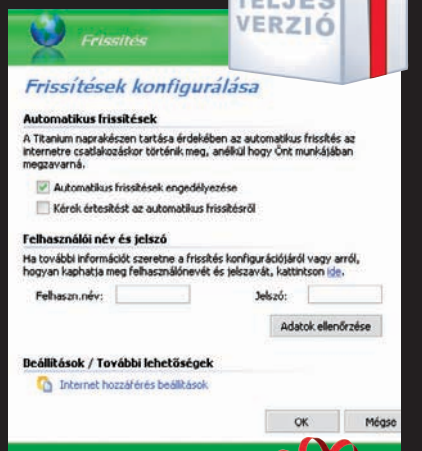 TELJES
VERZIÓ
Frissítés
Frissítések konfigurálása
Automatikus frissítések
A Titanium naprakészen tartása érdekében az automatikus frissítés az
internetre csatlakozáskor történik meg, anélkül hogy Önt munkájában
megzavarná.
Automatikus frissítések engedélyezése
Kérek értesítést az automatikus frissítésről
Felhasználói név és jelszó
Ha további információt szeretne a frissítés konfigurációjáról vagy arról,
hogyan kaphatja meg felhasználónevét és jelszavát, kattintson ide.
Felhaszn.név:
Jelszó:
Adatok ellenőrzése
Beállítások / További lehetőségek
Internet hozzáférés beállítások
OK
Mégse